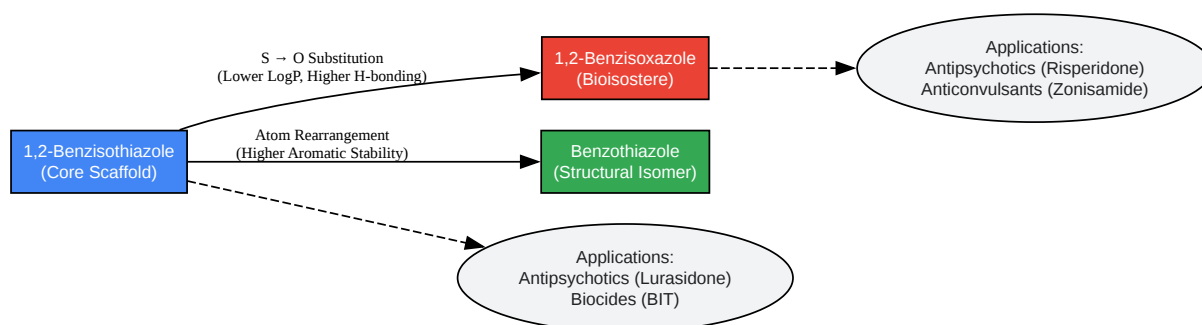 S → O Substitution
(Lower LogP, Higher H-bonding)
1,2-Benzisoxazole
(Bioisostere)
Applications:
Antipsychotics (Risperidone)
Anticonvulsants (Zonisamide)
1,2-Benzisothiazole
(Core Scaffold)
Atom Rearrangement
(Higher Aromatic Stability)
Benzothiazole
(Structural Isomer)
Applications:
Antipsychotics (Lurasidone)
Biocides (BIT)